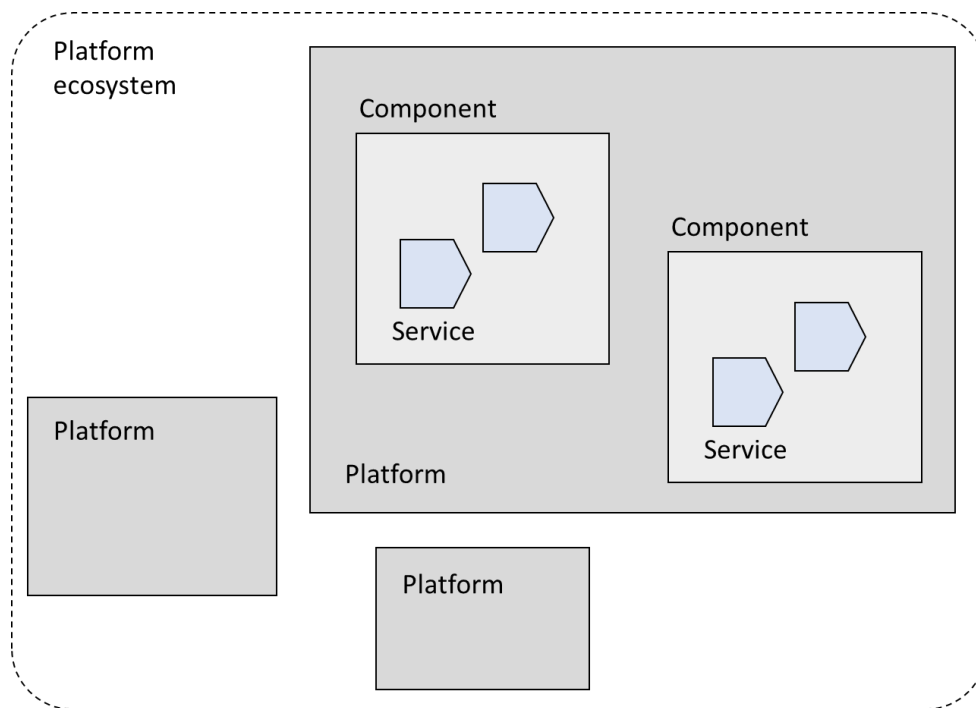 Platform
ecosystem
Component
Component
Service
Service
Platform
Platform
Platform